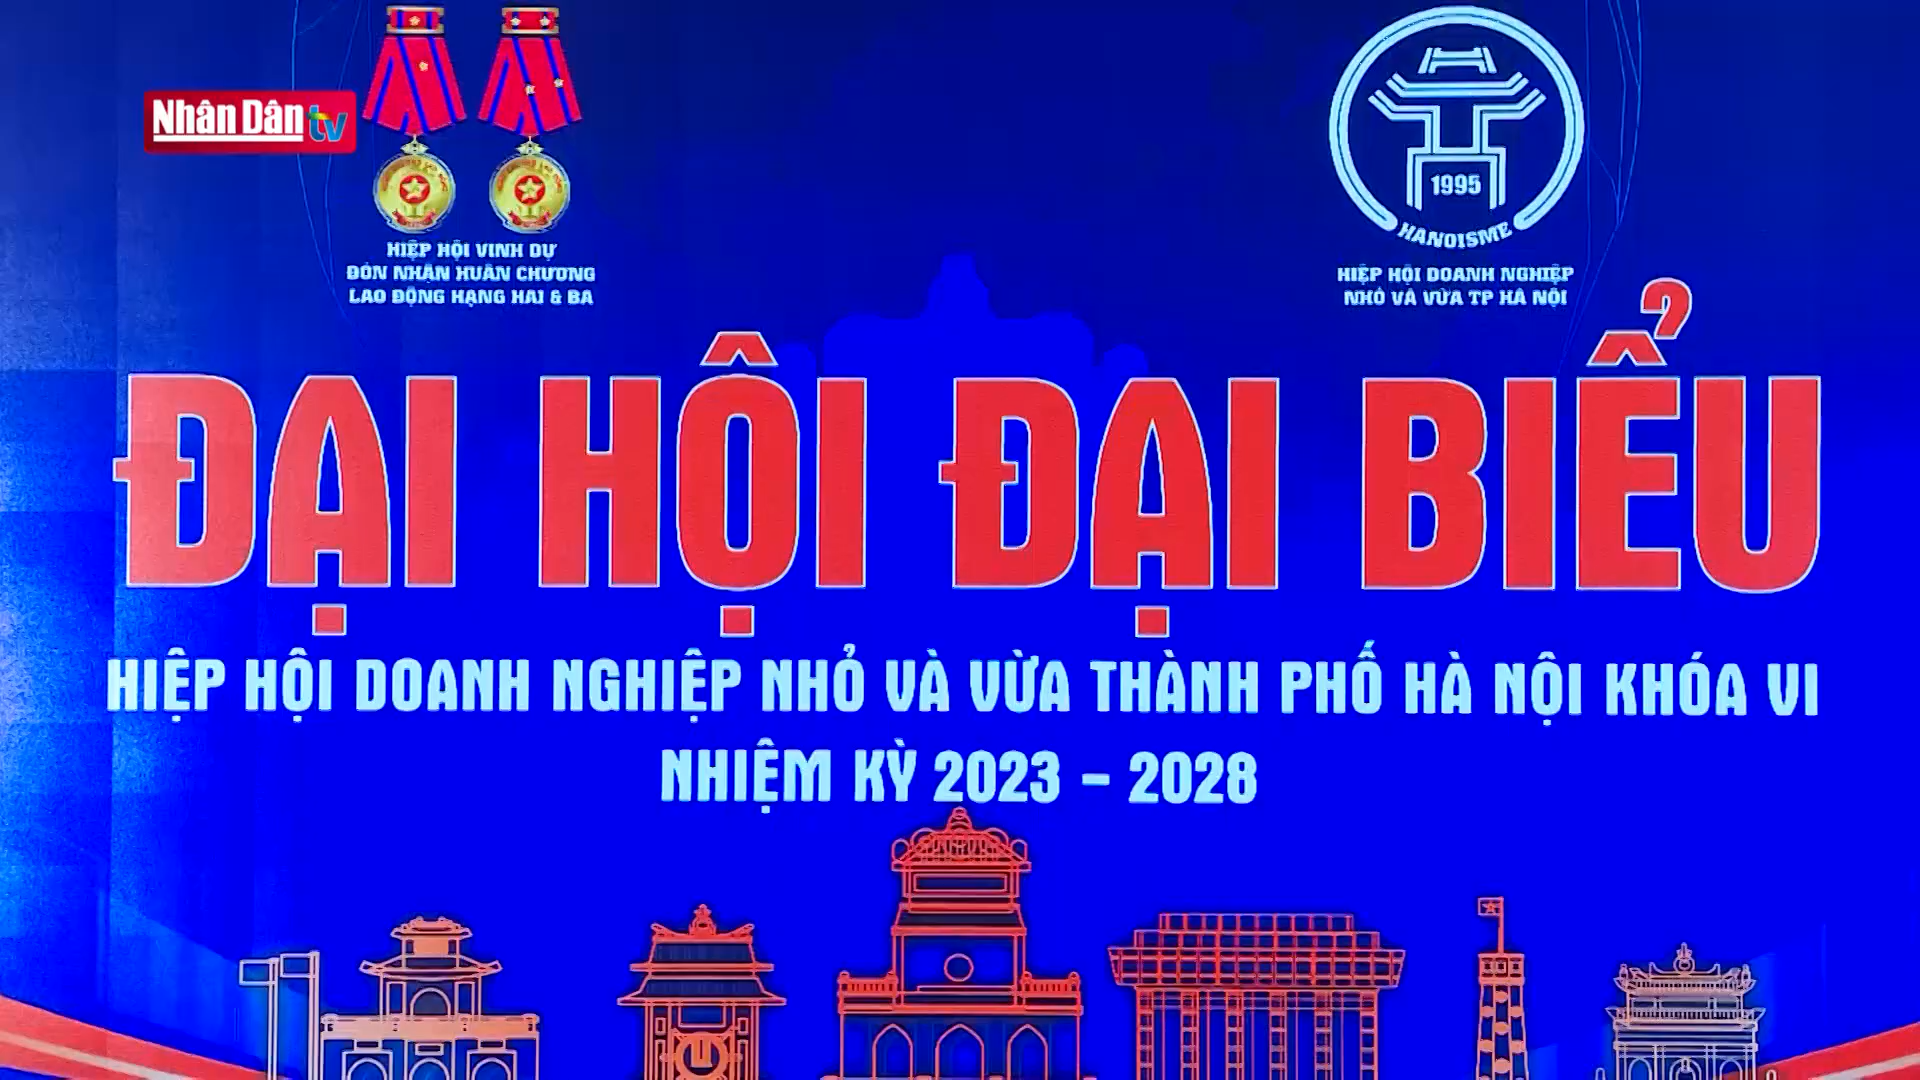 Nhân Dân tv
HIỆP HỘI VINH DỰ
ĐÓN NHẬN HUÂN CHƯƠNG
LAO ĐỘNG HẠNG HAI & BA
1995
HANOISME
HIỆP HỘI DOANH NGHIỆP
NHỎ VÀ VỪA TP HÀ NỘI
ĐẠI HỘI ĐẠI BIỂU
HIỆP HỘI DOANH NGHIỆP NHỎ VÀ VỪA THÀNH PHỐ HÀ NỘI KHÓA VI
NHIỆM KỲ 2023 - 2028